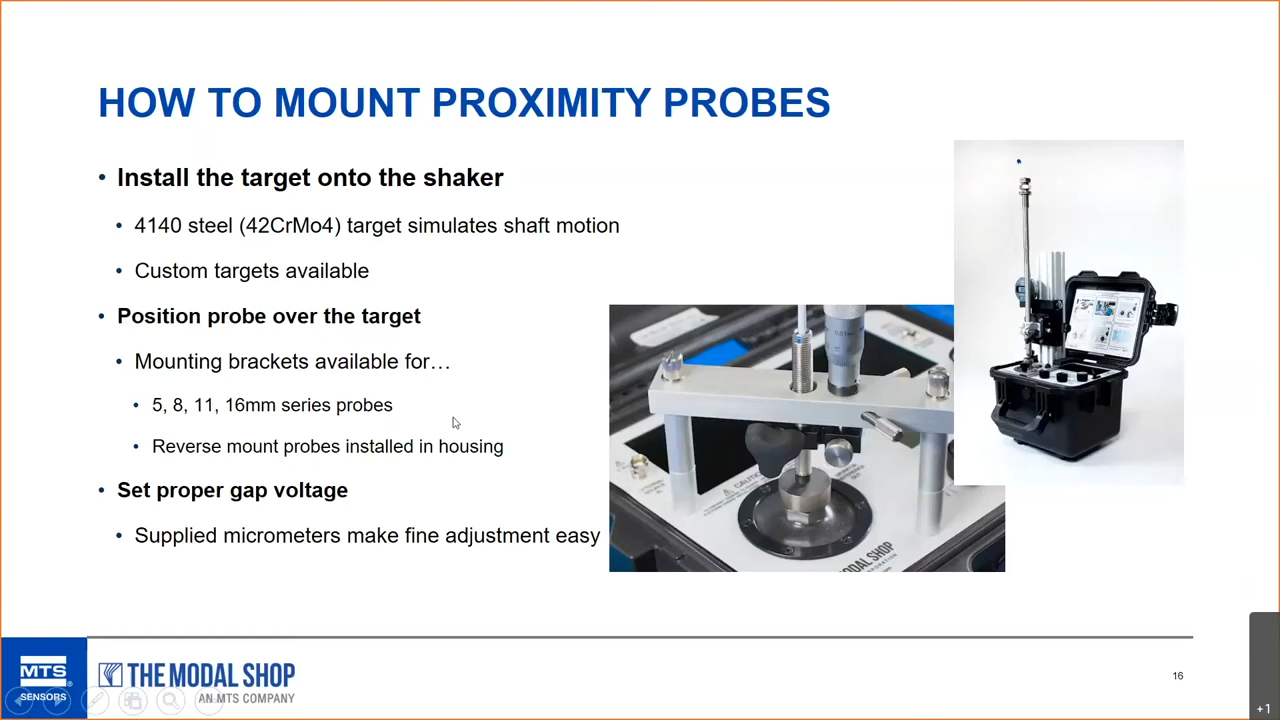 HOW TO MOUNT PROXIMITY PROBES
• Install the target onto the shaker
• 4140 steel (42CrMo4) target simulates shaft motion
• Custom targets available
• Position probe over the target
• Mounting brackets available for…
• 5, 8, 11, 16mm series probes
• Reverse mount probes installed in housing
• Set proper gap voltage
• Supplied micrometers make fine adjustment easy
MODAL SHOP
MTS®
SENSORS
THE MODAL SHOP
AN MTS COMPANY
16
+1